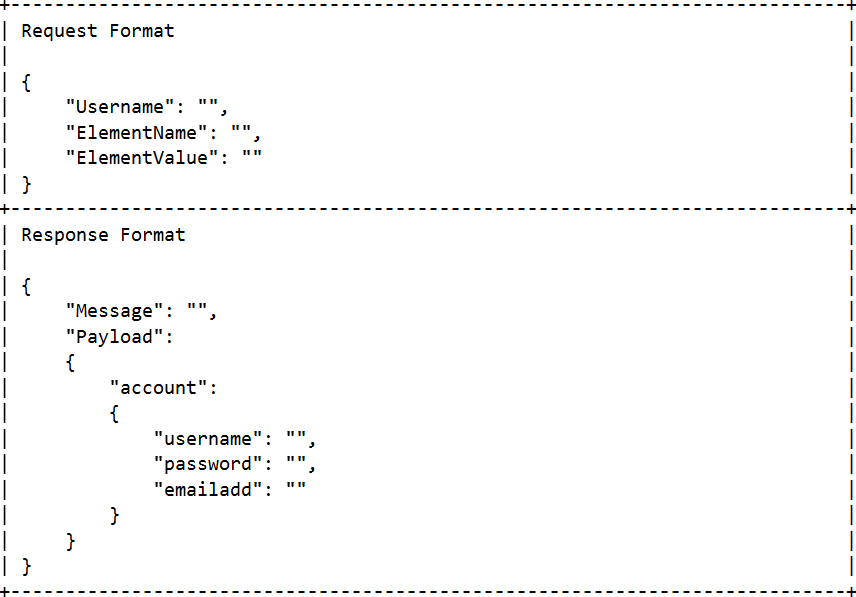 +----------------------------------------------------------------------------+
| Request Format                                                             |
|                                                                            |
| {                                                                          |
|     "Username": "",                                                        |
|     "ElementName": "",                                                     |
|     "ElementValue": ""                                                     |
| }                                                                          |
+----------------------------------------------------------------------------+
| Response Format                                                            |
|                                                                            |
| {                                                                          |
|     "Message": "",                                                         |
|     "Payload":                                                             |
|     {                                                                      |
|         "account":                                                         |
|         {                                                                  |
|             "username": "",                                                |
|             "password": "",                                                |
|             "emailadd": ""                                                 |
|         }                                                                  |
|     }                                                                      |
| }                                                                          |
+----------------------------------------------------------------------------+